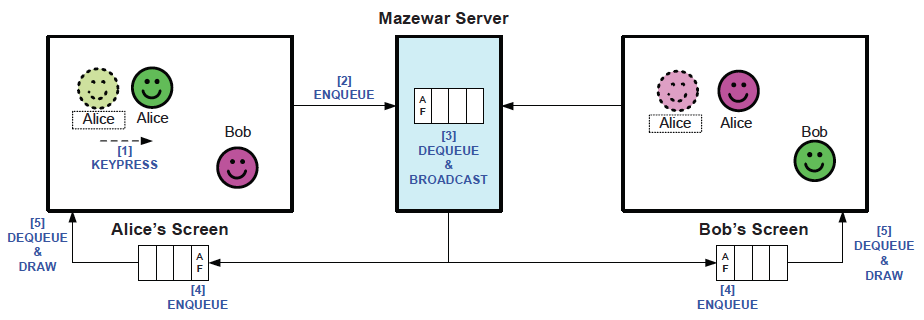 Mazewar Server
[2]
ENQUEUE
A
F
[3]
DEQUEUE
&
BROADCAST
Alice
Alice
Bob
[1]
KEYPRESS
Alice
Alice
Bob
[5]
DEQUEUE
&
DRAW
Alice's Screen
A
F
[4]
ENQUEUE
Bob's Screen
A
F
[4]
ENQUEUE
[5]
DEQUEUE
&
DRAW